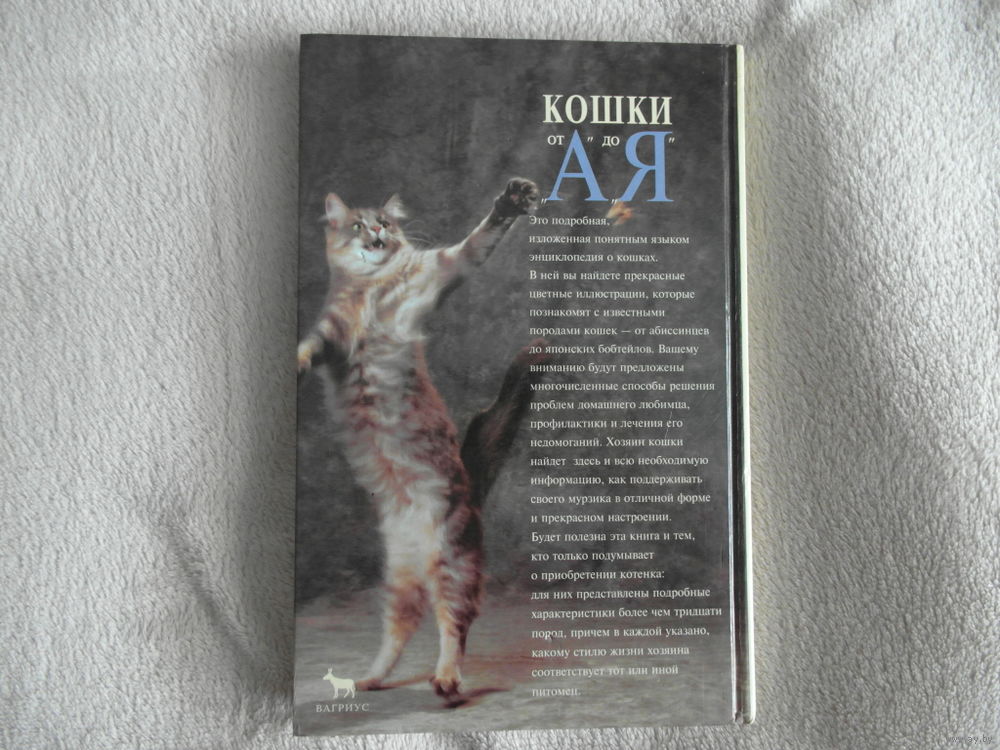 КОШКИ
от "А" до "Я"
Это подробная,
изложенная понятным языком
энциклопедия о кошках.
В ней вы найдете прекрасные
цветные иллюстрации, которые
познакомят с известными
породами кошек — от абиссинцев
до японских бобтейлов. Вашему
вниманию будут предложены
многочисленные способы решения
проблем домашнего любимца,
профилактики и лечения его
недомоганий. Хозяин кошки
найдет здесь и всю необходимую
информацию, как поддерживать
своего мурзика в отличной форме
и прекрасном настроении.
Будет полезна эта книга и тем,
кто только подумывает
о приобретении котенка:
для них представлены подробные
характеристики более чем тридцати
пород, причем в каждой указано,
какому стилю жизни хозяина
соответствует тот или иной
питомец.
ВАГРИУС